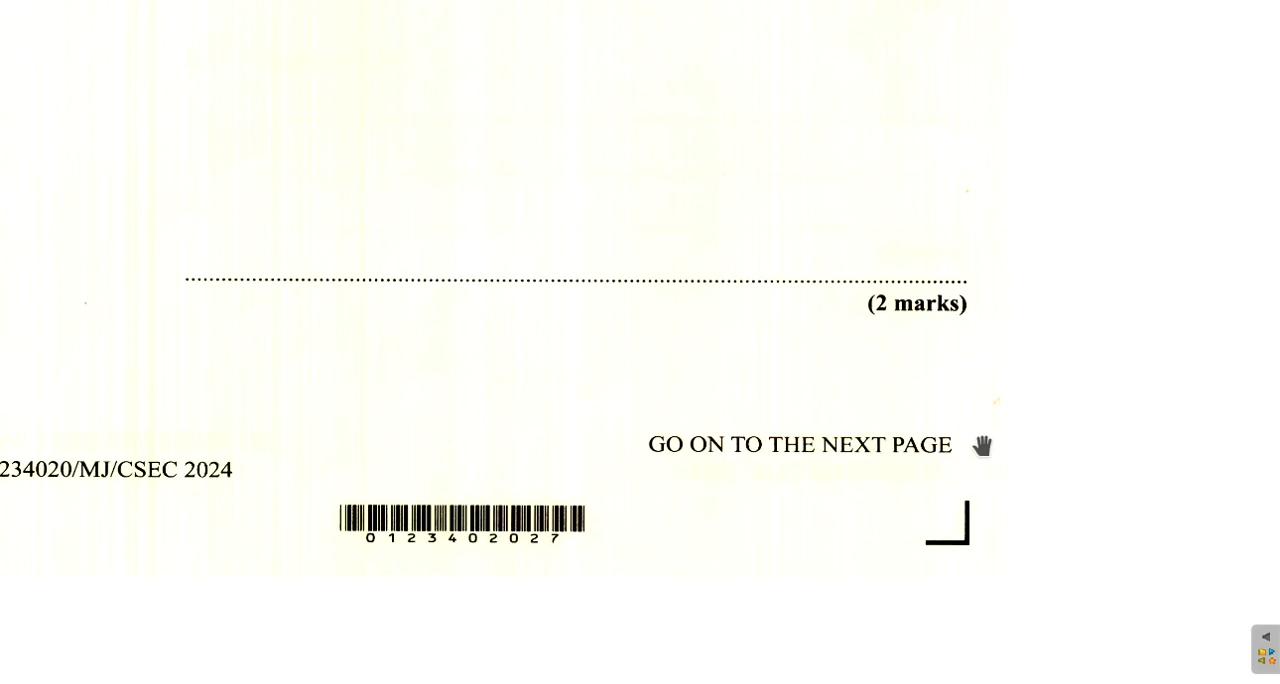 (2 marks)
GO ON TO THE NEXT PAGE
234020/MJ/CSEC 2024
0 1 2 3 4 0 2 0 2 7